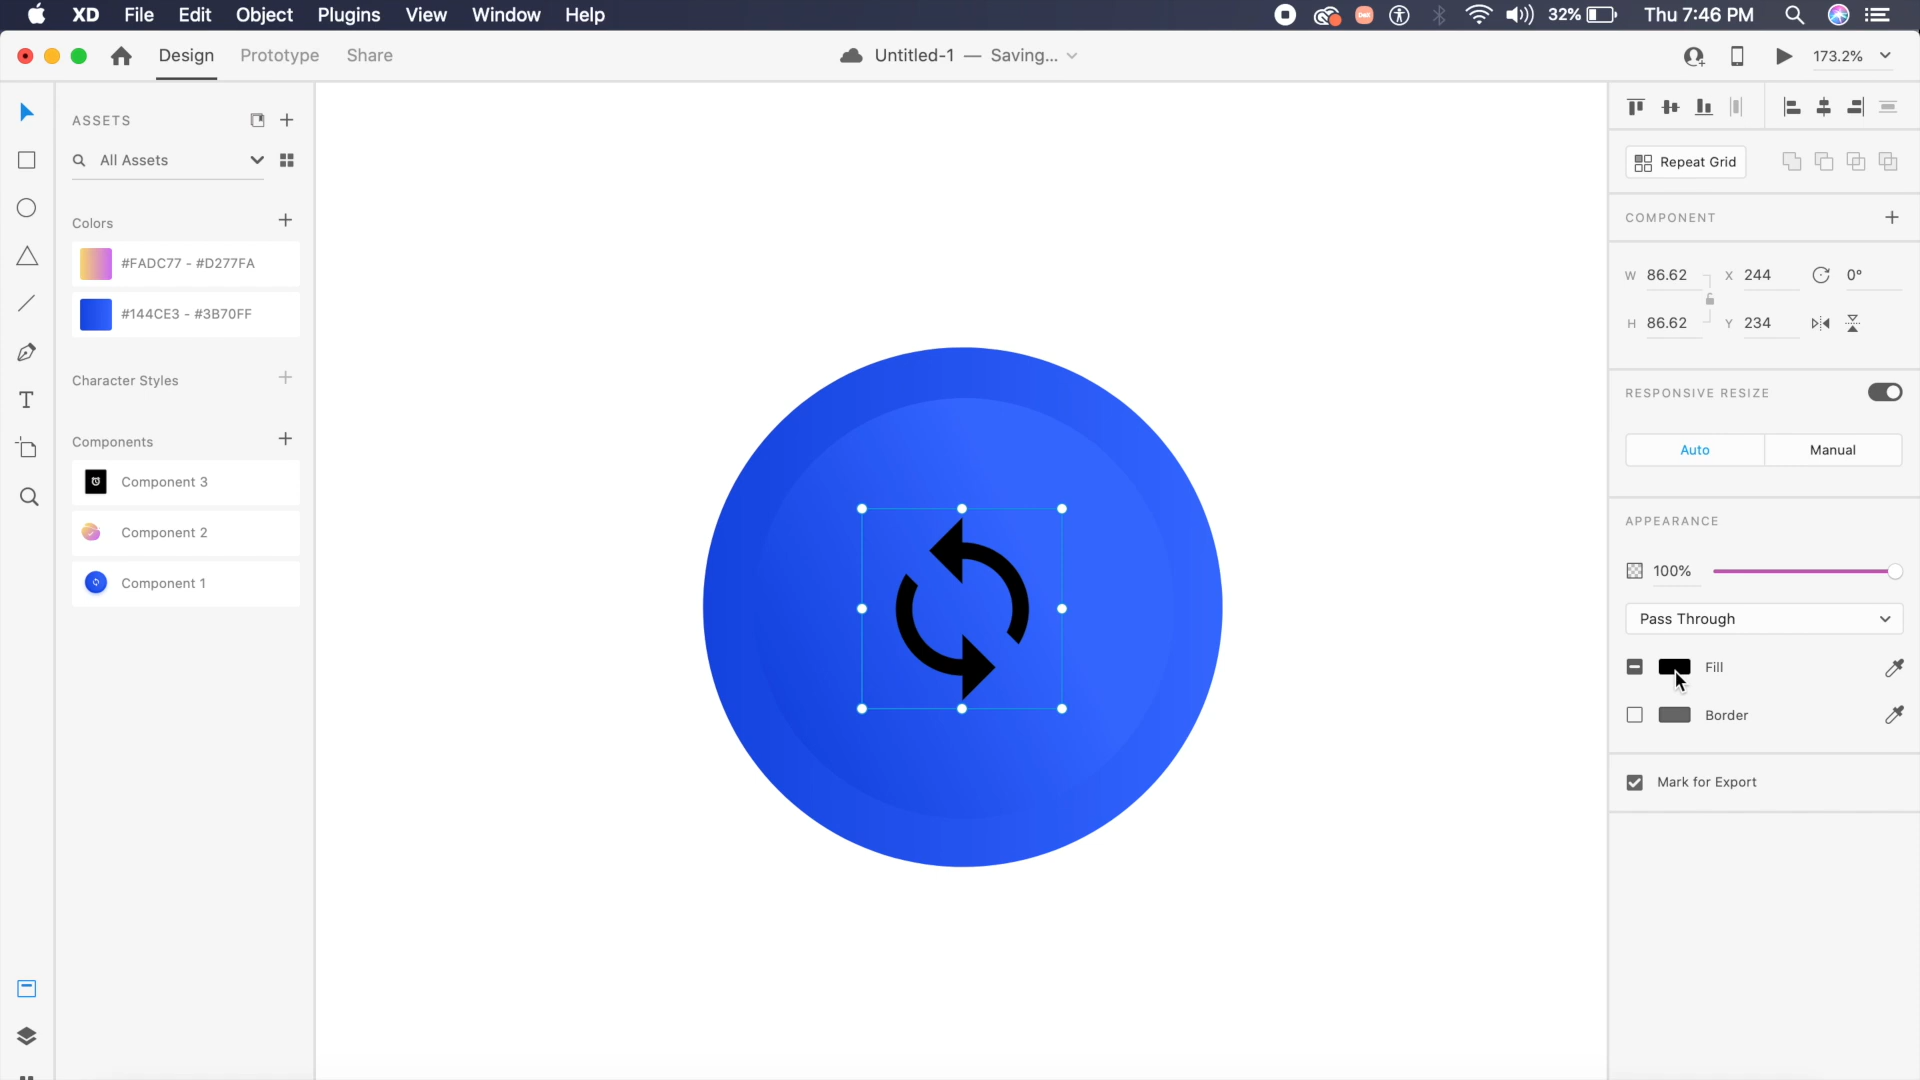 XD File Edit Object Plugins View Window Help 32% Thu 7:46 PM
Design Prototype Share Untitled-1 — Saving... 173.2%
ASSETS
All Assets
Colors
#FADC77 - #D277FA
#144CE3 - #3B70FF
Character Styles
Components
Component 3
Component 2
Component 1
Repeat Grid
COMPONENT
W 86.62 X 244 0°
H 86.62 Y 234
RESPONSIVE RESIZE
Auto Manual
APPEARANCE
100%
Pass Through
Fill
Border
Mark for Export